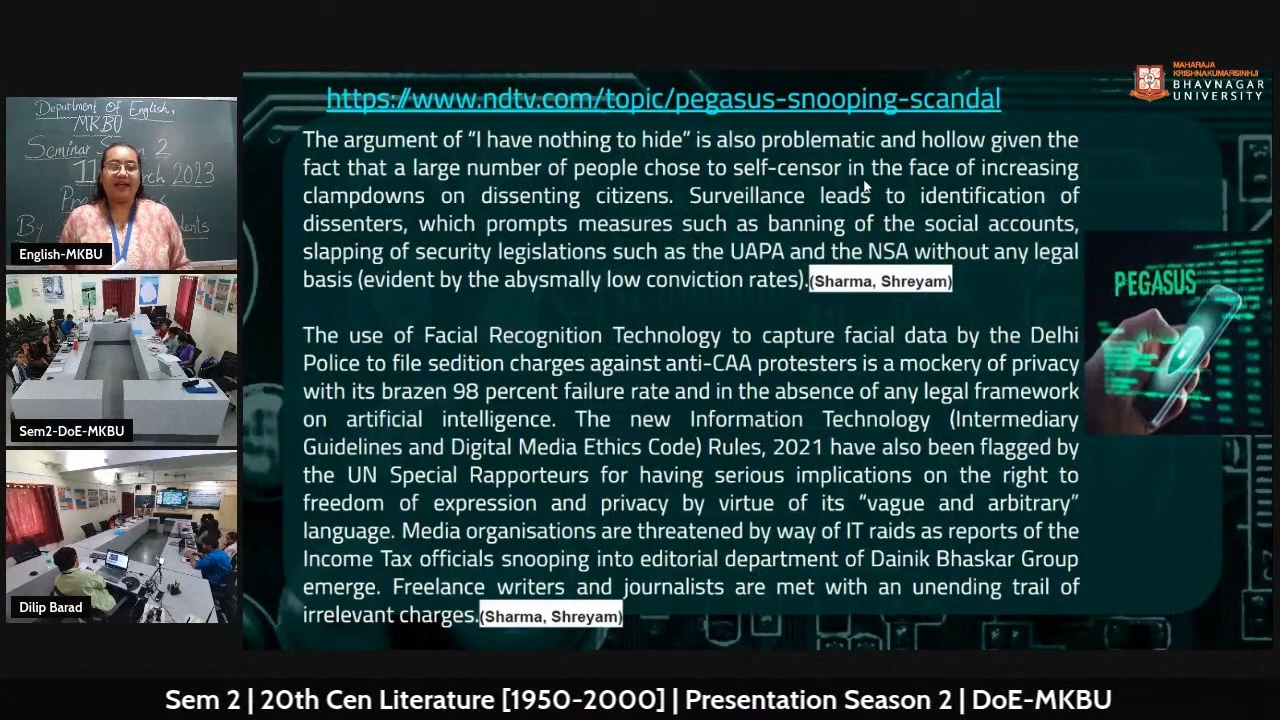 MAHARAJA
KRISHNAKUMARSINHJI
BHAVNAGAR
UNIVERSITY
https://www.ndtv.com/topic/pegasus-snooping-scandal
The argument of “I have nothing to hide” is also problematic and hollow given the
fact that a large number of people chose to self-censor in the face of increasing
clampdowns on dissenting citizens. Surveillance leads to identification of
dissenters, which prompts measures such as banning of the social accounts,
slapping of security legislations such as the UAPA and the NSA without any legal
basis (evident by the abysmally low conviction rates).(Sharma, Shreyam)
The use of Facial Recognition Technology to capture facial data by the Delhi
Police to file sedition charges against anti-CAA protesters is a mockery of privacy
with its brazen 98 percent failure rate and in the absence of any legal framework
on artificial intelligence. The new Information Technology (Intermediary
Guidelines and Digital Media Ethics Code) Rules, 2021 have also been flagged by
the UN Special Rapporteurs for having serious implications on the right to
freedom of expression and privacy by virtue of its “vague and arbitrary”
language. Media organisations are threatened by way of IT raids as reports of the
Income Tax officials snooping into editorial department of Dainik Bhaskar Group
emerge. Freelance writers and journalists are met with an unending trail of
irrelevant charges.(Sharma, Shreyam)
PEGASUS
Department Of English,
MKBU
Seminar 2
11 March 2023
By
English-MKBU
Sem2-DoE-MKBU
Dilip Barad
Sem 2 | 20th Cen Literature [1950-2000] | Presentation Season 2 | DoE-MKBU